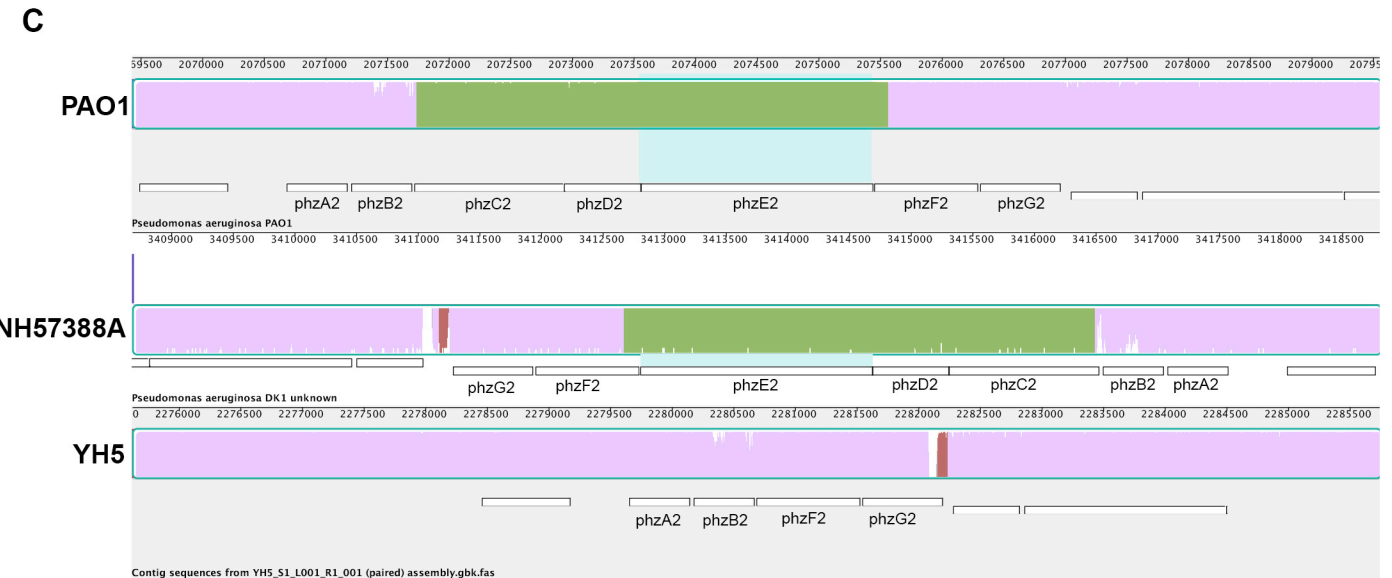 C
69500 2070000 2070500 2071000 2071500 2072000 2072500 2073000 2073500 2074000 2074500 2075000 2075500 2076000 2076500 2077000 2077500 2078000 2078500 2079000 20795
PAO1
phzA2 phzB2 phzC2 phzD2 phzE2 phzF2 phzG2
Pseudomonas aeruginosa PAO1
3409000 3409500 3410000 3410500 3411000 3411500 3412000 3412500 3413000 3413500 3414000 3414500 3415000 3415500 3416000 3416500 3417000 3417500 3418000 3418500
NH57388A
phzG2 phzF2 phzE2 phzD2 phzC2 phzB2 phzA2
Pseudomonas aeruginosa DK1 unknown
0 2276000 2276500 2277000 2277500 2278000 2278500 2279000 2279500 2280000 2280500 2281000 2281500 2282000 2282500 2283000 2283500 2284000 2284500 2285000 2285500
YH5
phzA2 phzB2 phzF2 phzG2
Contig sequences from YH5_S1_L001_R1_001 (paired) assembly.gbk.fas